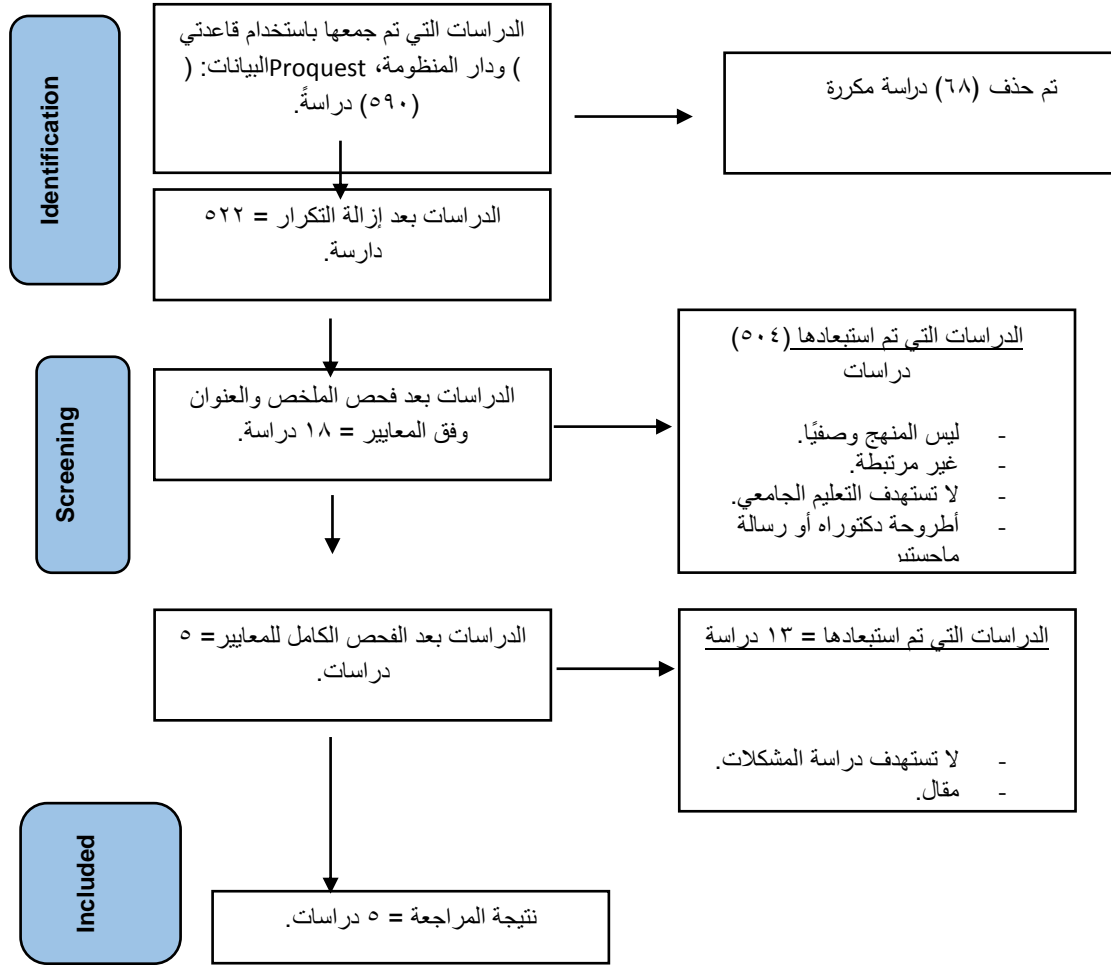 Identification
الدراسات التي تم جمعها باستخدام قاعدتي
) ودار المنظومة، Proquestالبيانات: (
(٥٩٠) دراسةً.
تم حذف (٦٨) دراسة مكررة
الدراسات بعد إزالة التكرار = ٥٢٢
دارسة.
Screening
الدراسات بعد فحص الملخص والعنوان
وفق المعايير = ١٨ دراسة.
الدراسات التي تم استبعادها (٥٠٤)
دراسات
- ليس المنهج وصفيًا.
- غير مرتبطة.
- لا تستهدف التعليم الجامعي.
- أطروحة دكتوراه أو رسالة
ماجستير
الدراسات بعد الفحص الكامل للمعايير= ٥
دراسات.
الدراسات التي تم استبعادها = ١٣ دراسة
- لا تستهدف دراسة المشكلات.
- مقال.
Included
نتيجة المراجعة = ٥ دراسات.